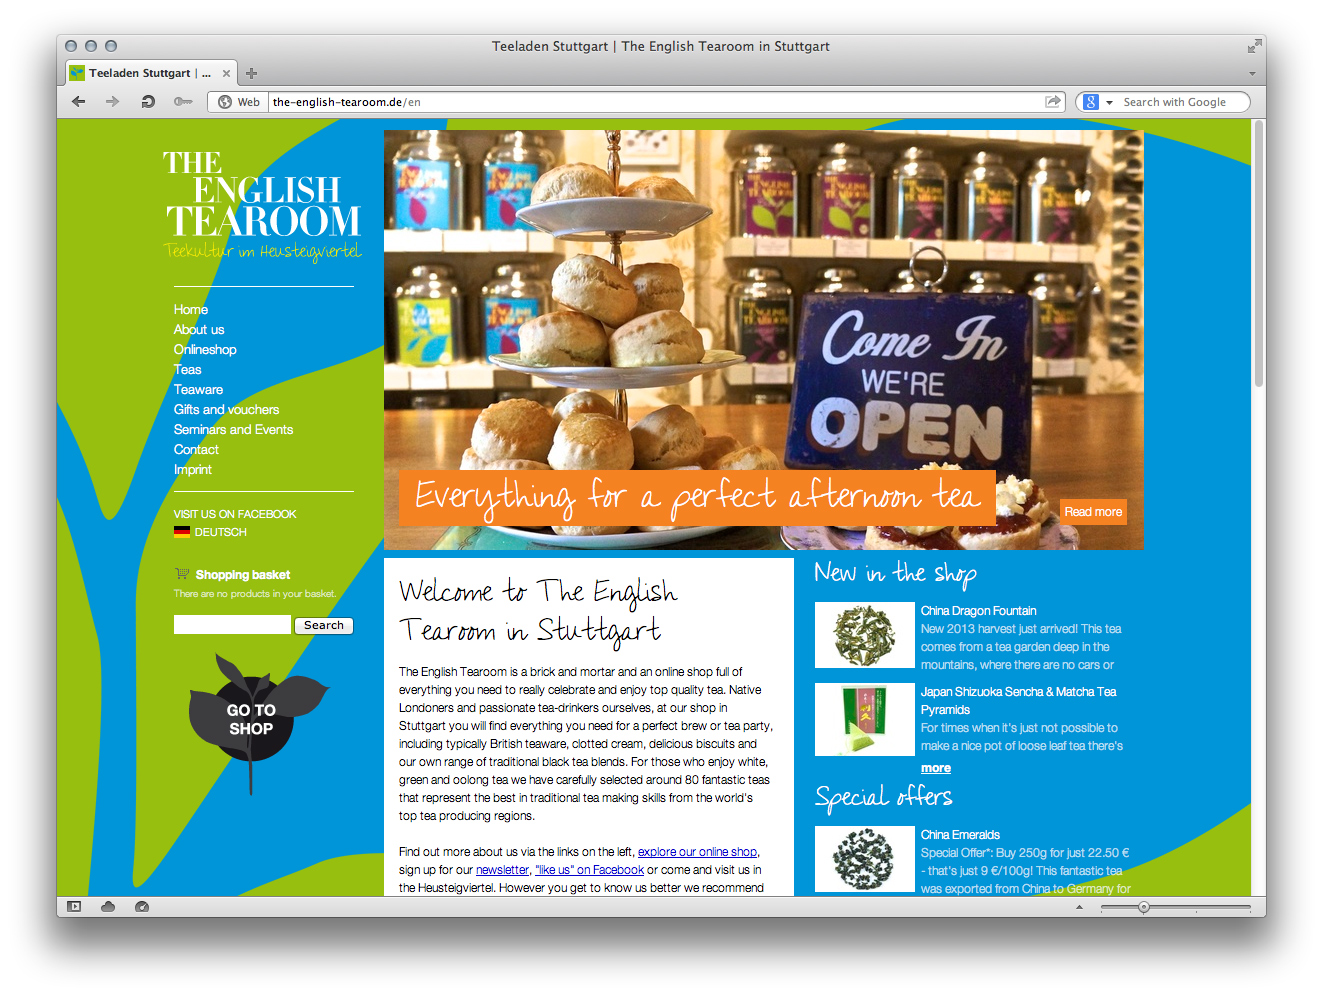 Teeladen Stuttgart | The English Tearoom in Stuttgart
Teeladen Stuttgart | ...
Web
the-english-tearoom.de/en
Search with Google
THE
ENGLISH
TEAROOM
Teekultur im Heusteigviertel
Home
About us
Onlineshop
Teas
Teaware
Gifts and vouchers
Seminars and Events
Contact
Imprint
VISIT US ON FACEBOOK
DEUTSCH
Shopping basket
There are no products in your basket.
Search
GO TO
SHOP
Come In
WE'RE
OPEN
Everything for a perfect afternoon tea
Read more
Welcome to The English
Tearoom in Stuttgart
The English Tearoom is a brick and mortar and an online shop full of
everything you need to really celebrate and enjoy top quality tea. Native
Londoners and passionate tea-drinkers ourselves, at our shop in
Stuttgart you will find everything you need for a perfect brew or tea party,
including typically British teaware, clotted cream, delicious biscuits and
our own range of traditional black tea blends. For those who enjoy white,
green and oolong tea we have carefully selected around 80 fantastic teas
that represent the best in traditional tea making skills from the world's
top tea producing regions.
Find out more about us via the links on the left, explore our online shop,
sign up for our newsletter, "like us" on Facebook or come and visit us in
the Heusteigviertel. However you get to know us better we recommend
New in the shop
China Dragon Fountain
New 2013 harvest just arrived! This tea
comes from a tea garden deep in the
mountains, where there are no cars or
Japan Shizuoka Sencha & Matcha Tea
Pyramids
For times when it's just not possible to
make a nice pot of loose leaf tea there's
more
Special offers
China Emeralds
Special Offer*: Buy 250g for just 22.50 €
- that's just 9 €/100g! This fantastic tea
was exported from China to Germany for